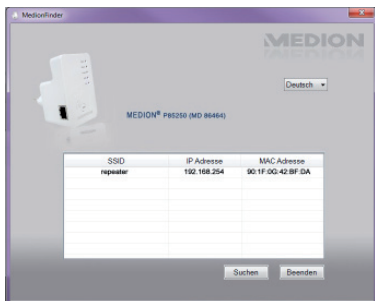 MedionFinder
MEDION
Deutsch
MEDION® P85250 (MD 86464)
SSID IP Adresse MAC Adresse
repeater 192.168.254 90:1F:0G:42:BF:DA
Suchen Beenden